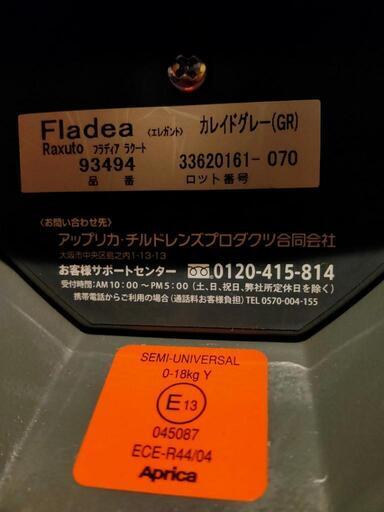 Fladea 〈エレガント〉 カレイドグレー(GR)
Raxuto フラディア ラクート
93494 33620161-070
品 番 ロット番号
〈お問い合わせ先〉
アップリカ・チルドレンズプロダクツ合同会社
大阪市中央区島之内1-13-13
お客様サポートセンター 0120-415-814
受付時間:AM10:00〜PM5:00(土、日、祝日、弊社所定休日を除く)
携帯電話からご利用の場合(通話料お客様負担) TEL 0570-004-155
SEMI-UNIVERSAL
0-18kg Y
E13
045087
ECE-R44/04
Aprica